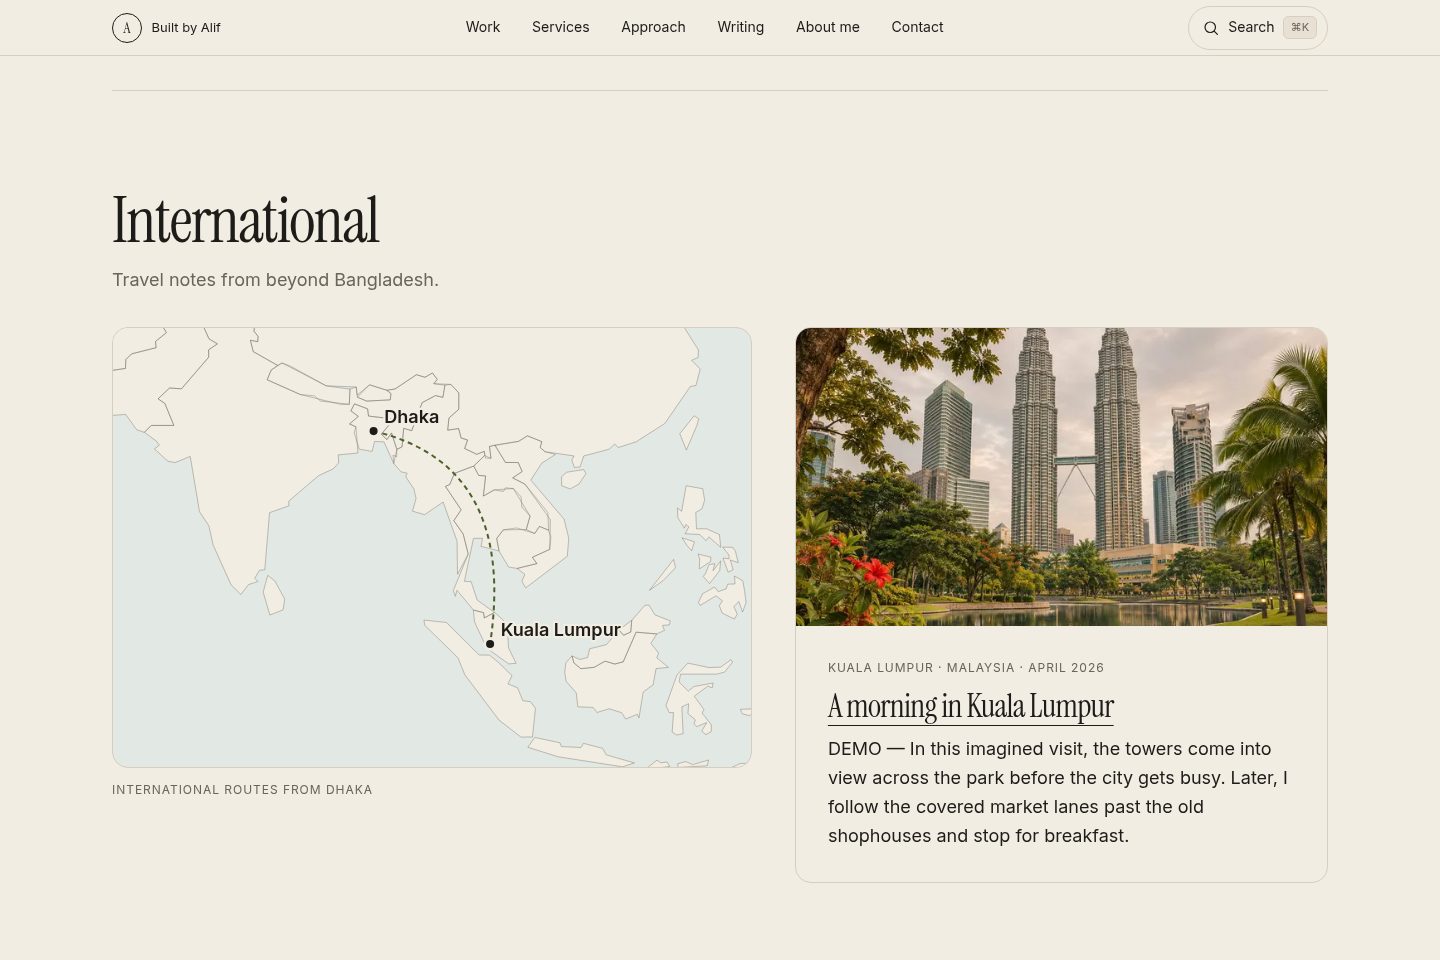 A
Built by Alif
Work
Services
Approach
Writing
About me
Contact
Search
⌘K
International
Travel notes from beyond Bangladesh.
Dhaka
Kuala Lumpur
INTERNATIONAL ROUTES FROM DHAKA
KUALA LUMPUR · MALAYSIA · APRIL 2026
A morning in Kuala Lumpur
DEMO — In this imagined visit, the towers come into
view across the park before the city gets busy. Later, I
follow the covered market lanes past the old
shophouses and stop for breakfast.